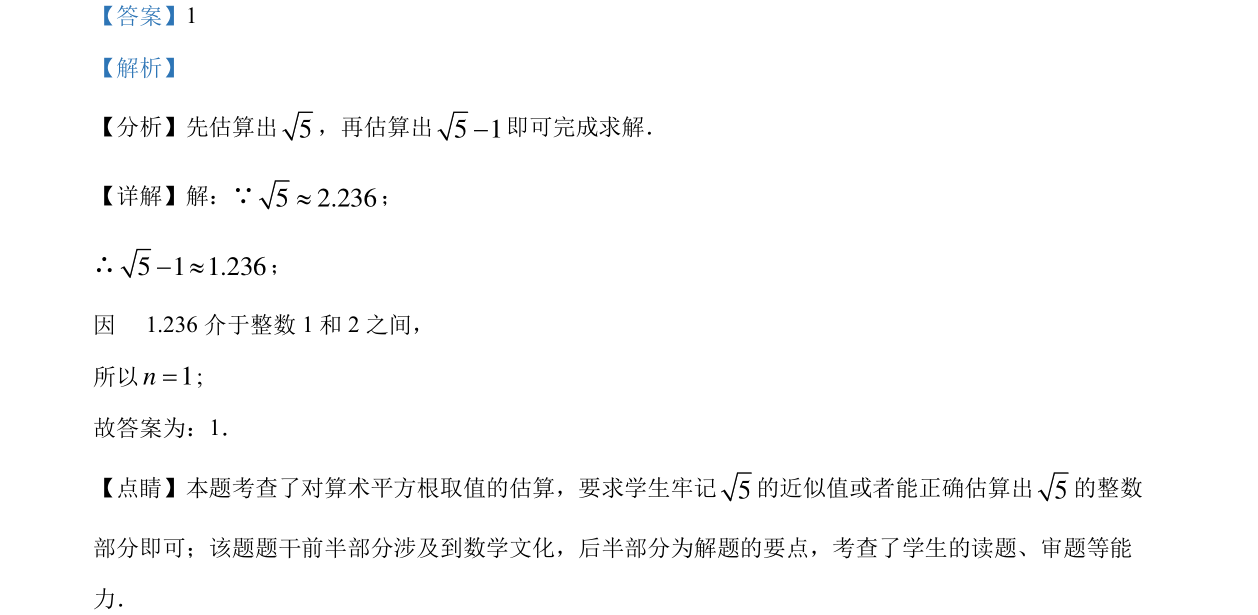 【答案】1
【解析】
【分析】先估算出√5，再估算出√5−1即可完成求解．
【详解】解：∵√5≈2.236；
∴√5−1≈1.236；
因 1.236介于整数1和2之间，
所以n=1；
故答案为：1．
【点睛】本题考查了对算术平方根取值的估算，要求学生牢记√5的近似值或者能正确估算出√5的整数
部分即可；该题题干前半部分涉及到数学文化，后半部分为解题的要点，考查了学生的读题、审题等能
力．